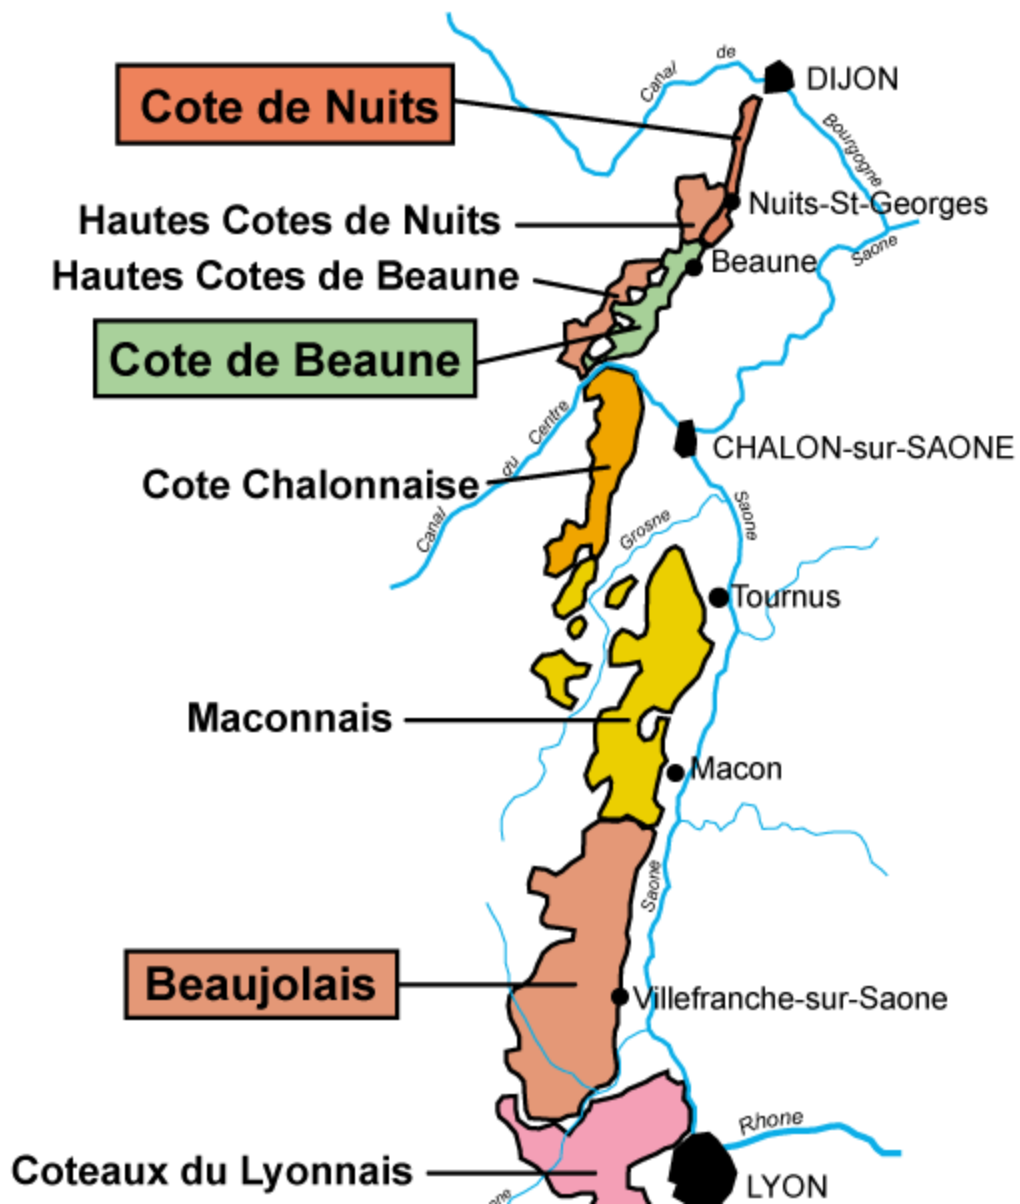 de
Canal
DIJON
Cote de Nuits
Bourgogne
Nuits-St-Georges
Hautes Cotes de Nuits
Saone
Beaune
Hautes Cotes de Beaune
Cote de Beaune
Centre
du
Canal
CHALON-sur-SAONE
Cote Chalonnaise
Saone
Grosne
Tournus
Maconnais
Macon
Saone
Beaujolais
Villefranche-sur-Saone
Rhone
Coteaux du Lyonnais
LYON
one